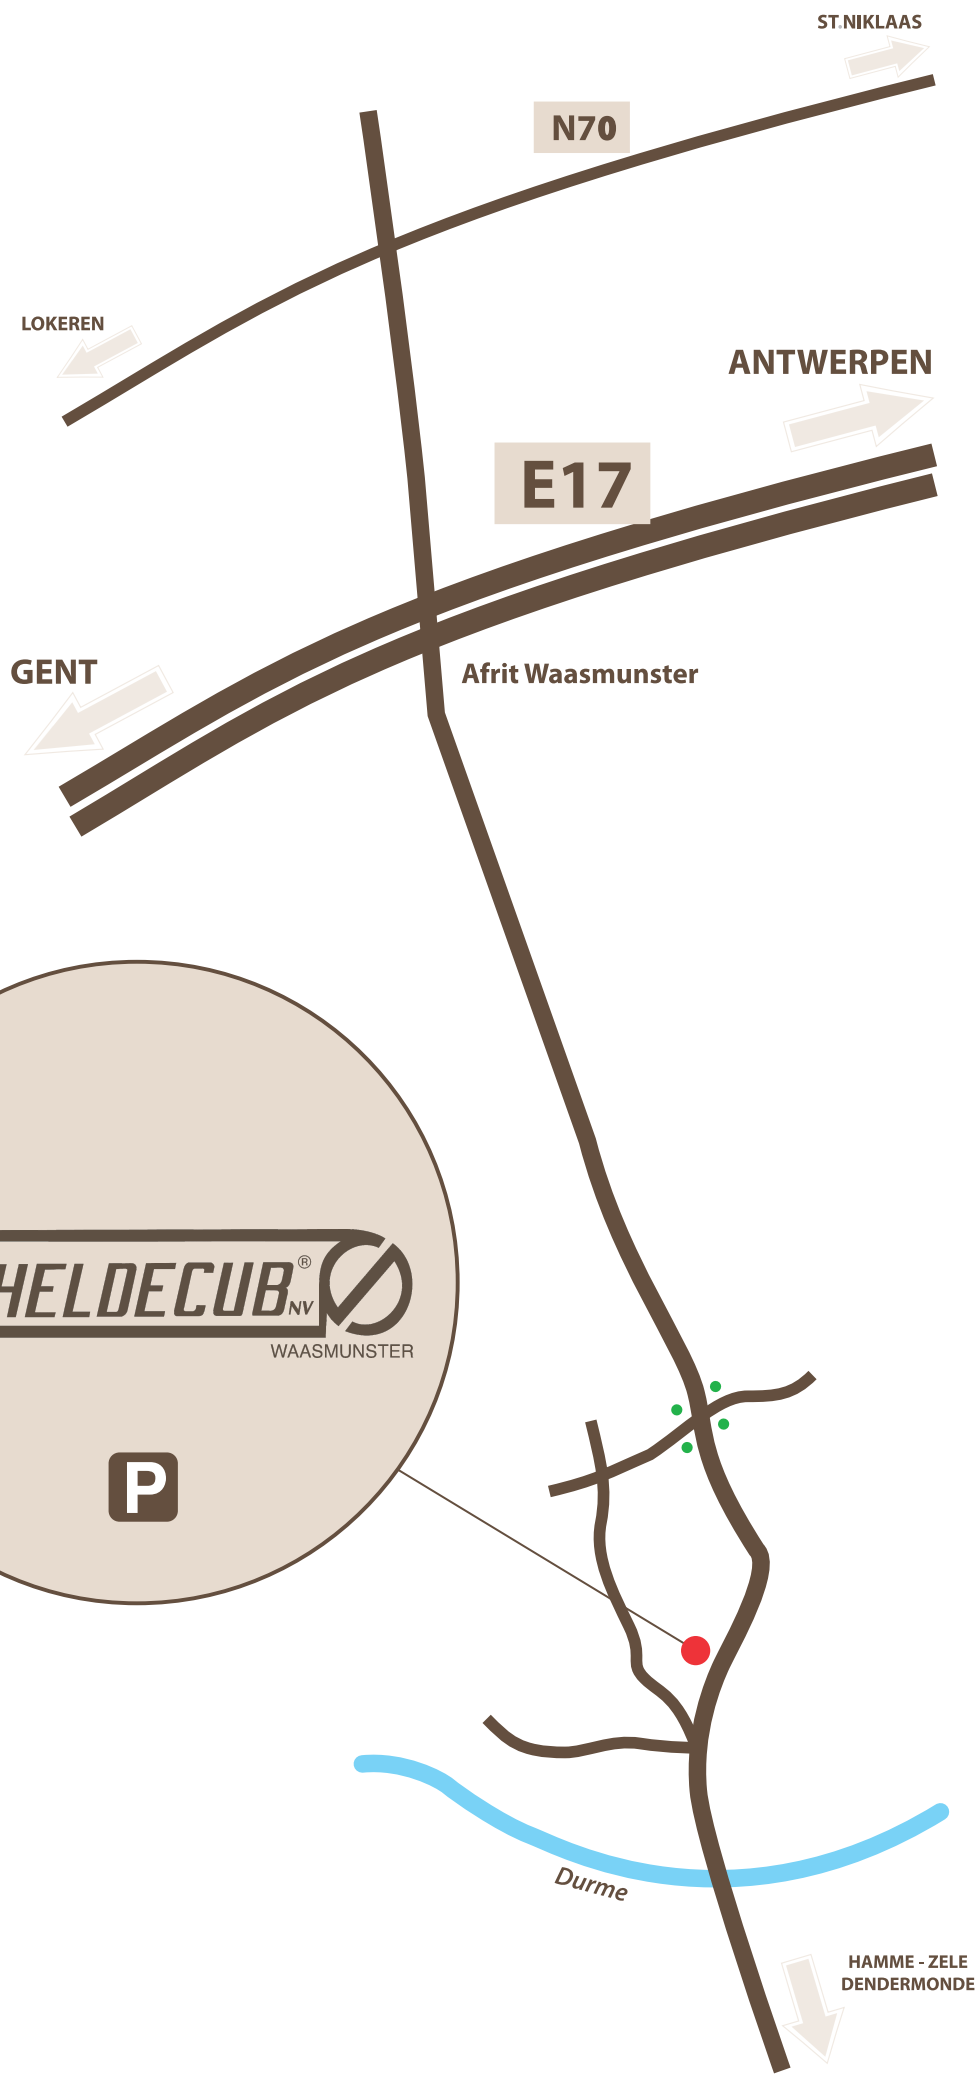 ST.NIKLAAS
N70
LOKEREN
ANTWERPEN
E17
GENT
Afrit Waasmunster
HELDECUB® NV
WAASMUNSTER
P
Durme
HAMME - ZELE
DENDERMONDE